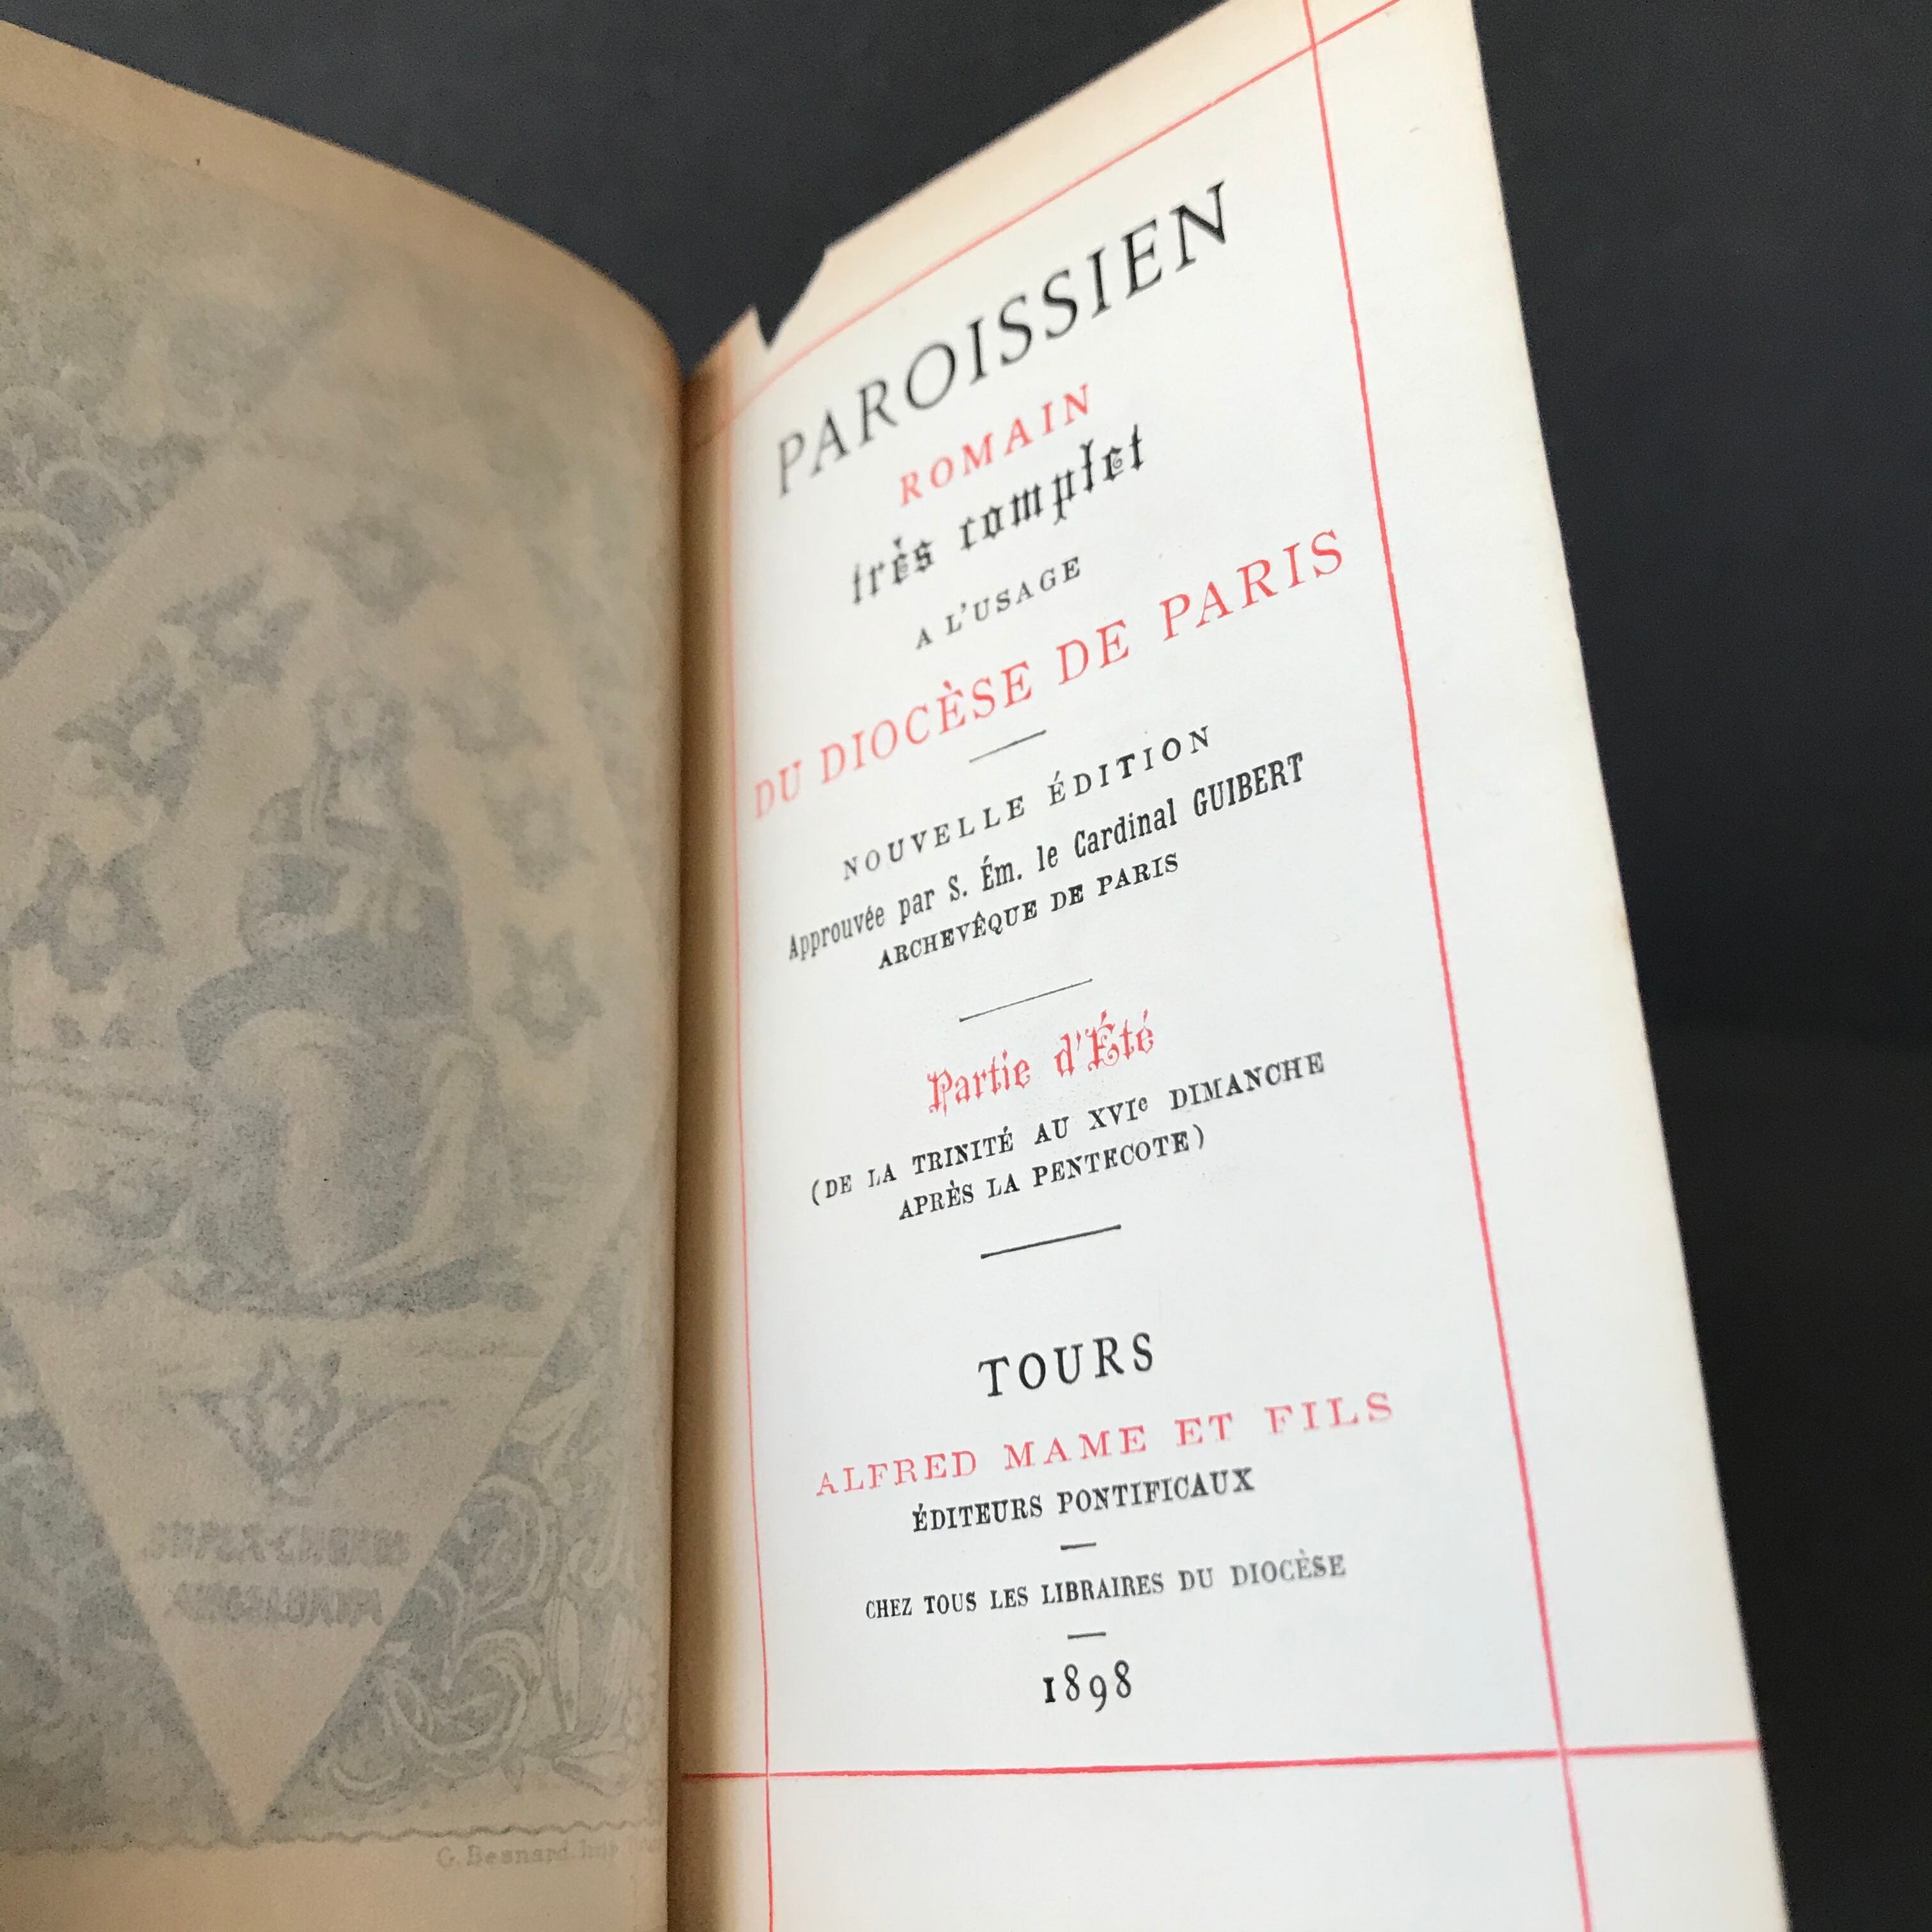 PAROISSIEN
ROMAIN
très complet
A L'USAGE
DU DIOCÈSE DE PARIS
NOUVELLE ÉDITION
Approuvée par S. Ém. le Cardinal GUIBERT
ARCHEVÊQUE DE PARIS
Partie d'Été
(DE LA TRINITÉ AU XVIe DIMANCHE
APRÈS LA PENTECOTE)
TOURS
ALFRED MAME ET FILS
ÉDITEURS PONTIFICAUX
CHEZ TOUS LES LIBRAIRES DU DIOCÈSE
1898
G. Besnard. Imp